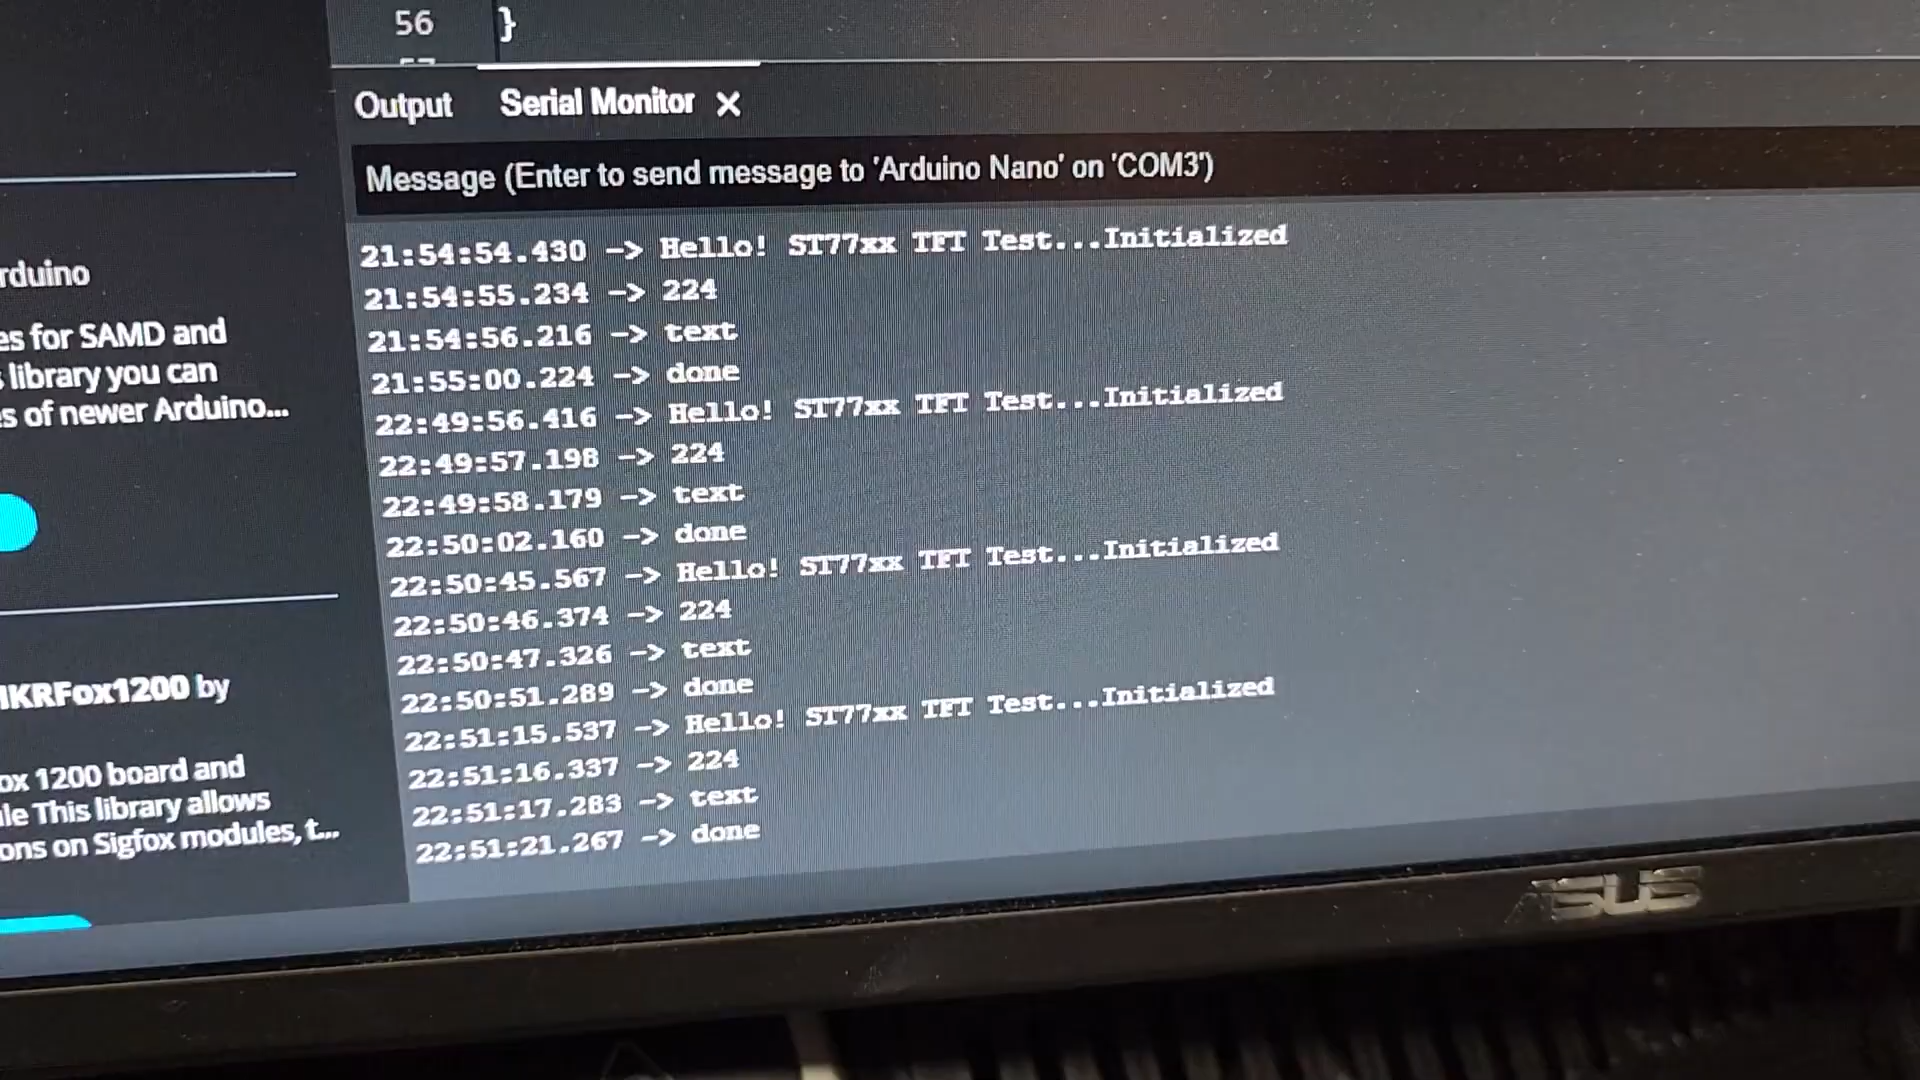 56 }
Output Serial Monitor X
Message (Enter to send message to 'Arduino Nano' on 'COM3')
21:54:54.430 -> Hello! ST77xx TFT Test...Initialized
21:54:55.234 -> 224
21:54:56.216 -> text
21:55:00.224 -> done
22:49:56.416 -> Hello! ST77xx TFT Test...Initialized
22:49:57.198 -> 224
22:49:58.179 -> text
22:50:02.160 -> done
22:50:45.567 -> Hello! ST77xx TFT Test...Initialized
22:50:46.374 -> 224
22:50:47.326 -> text
22:50:51.289 -> done
22:51:15.537 -> Hello! ST77xx TFT Test...Initialized
22:51:16.337 -> 224
22:51:17.283 -> text
22:51:21.267 -> done
rduino
es for SAMD and
library you can
s of newer Arduino...
IKRFox1200 by
ox 1200 board and
le This library allows
ons on Sigfox modules, t...
ASUS